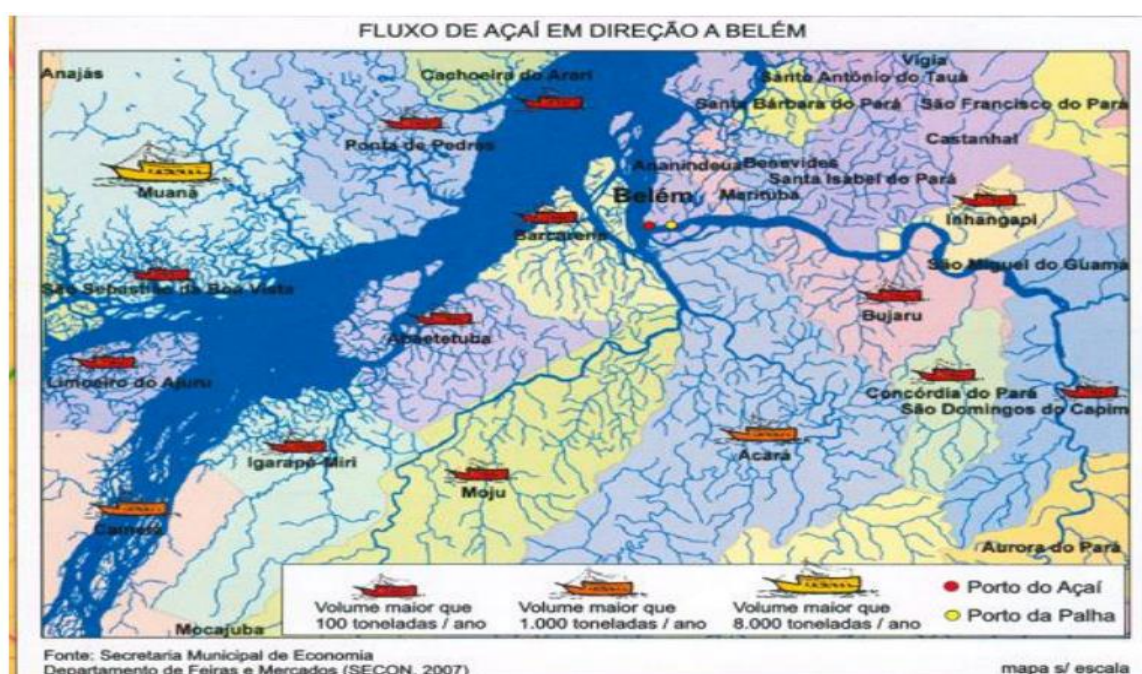 FLUXO DE AÇAÍ EM DIREÇÃO A BELÉM
Anajás
Cachoeira do Arari
Vigia
Santo Antônio do Tauá
Santa Bárbara do Pará
São Francisco do Pará
Ponta de Pedras
Castanhal
Ananindeua
Benevides
Santa Isabel do Pará
Marituba
Muaná
Belém
Barcarena
Inhangapi
São Miguel do Guamá
São Sebastião da Boa Vista
Bujaru
Abaetetuba
Limoeiro do Ajuru
Concórdia do Pará
São Domingos do Capim
Acará
Igarapé-Miri
Moju
Cametá
Aurora do Pará
Mocajuba
Volume maior que
100 toneladas / ano
Volume maior que
1.000 toneladas / ano
Volume maior que
8.000 toneladas / ano
Porto do Açaí
Porto da Palha
Fonte: Secretaria Municipal de Economia
Departamento de Feiras e Mercados (SECON, 2007)
mapa s/ escala